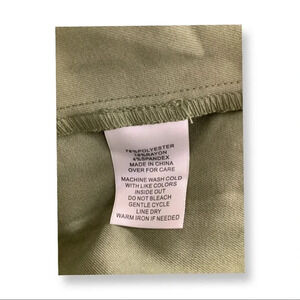 POLYESTER
RAYON
4%SPANDEX
MADE IN CHINA
OVER FOR CARE
MACHINE WASH COLD
WITH LIKE COLORS
INSIDE OUT
DO NOT BLEACH
GENTLE CYCLE
LINE DRY
WARM IRON IF NEEDED